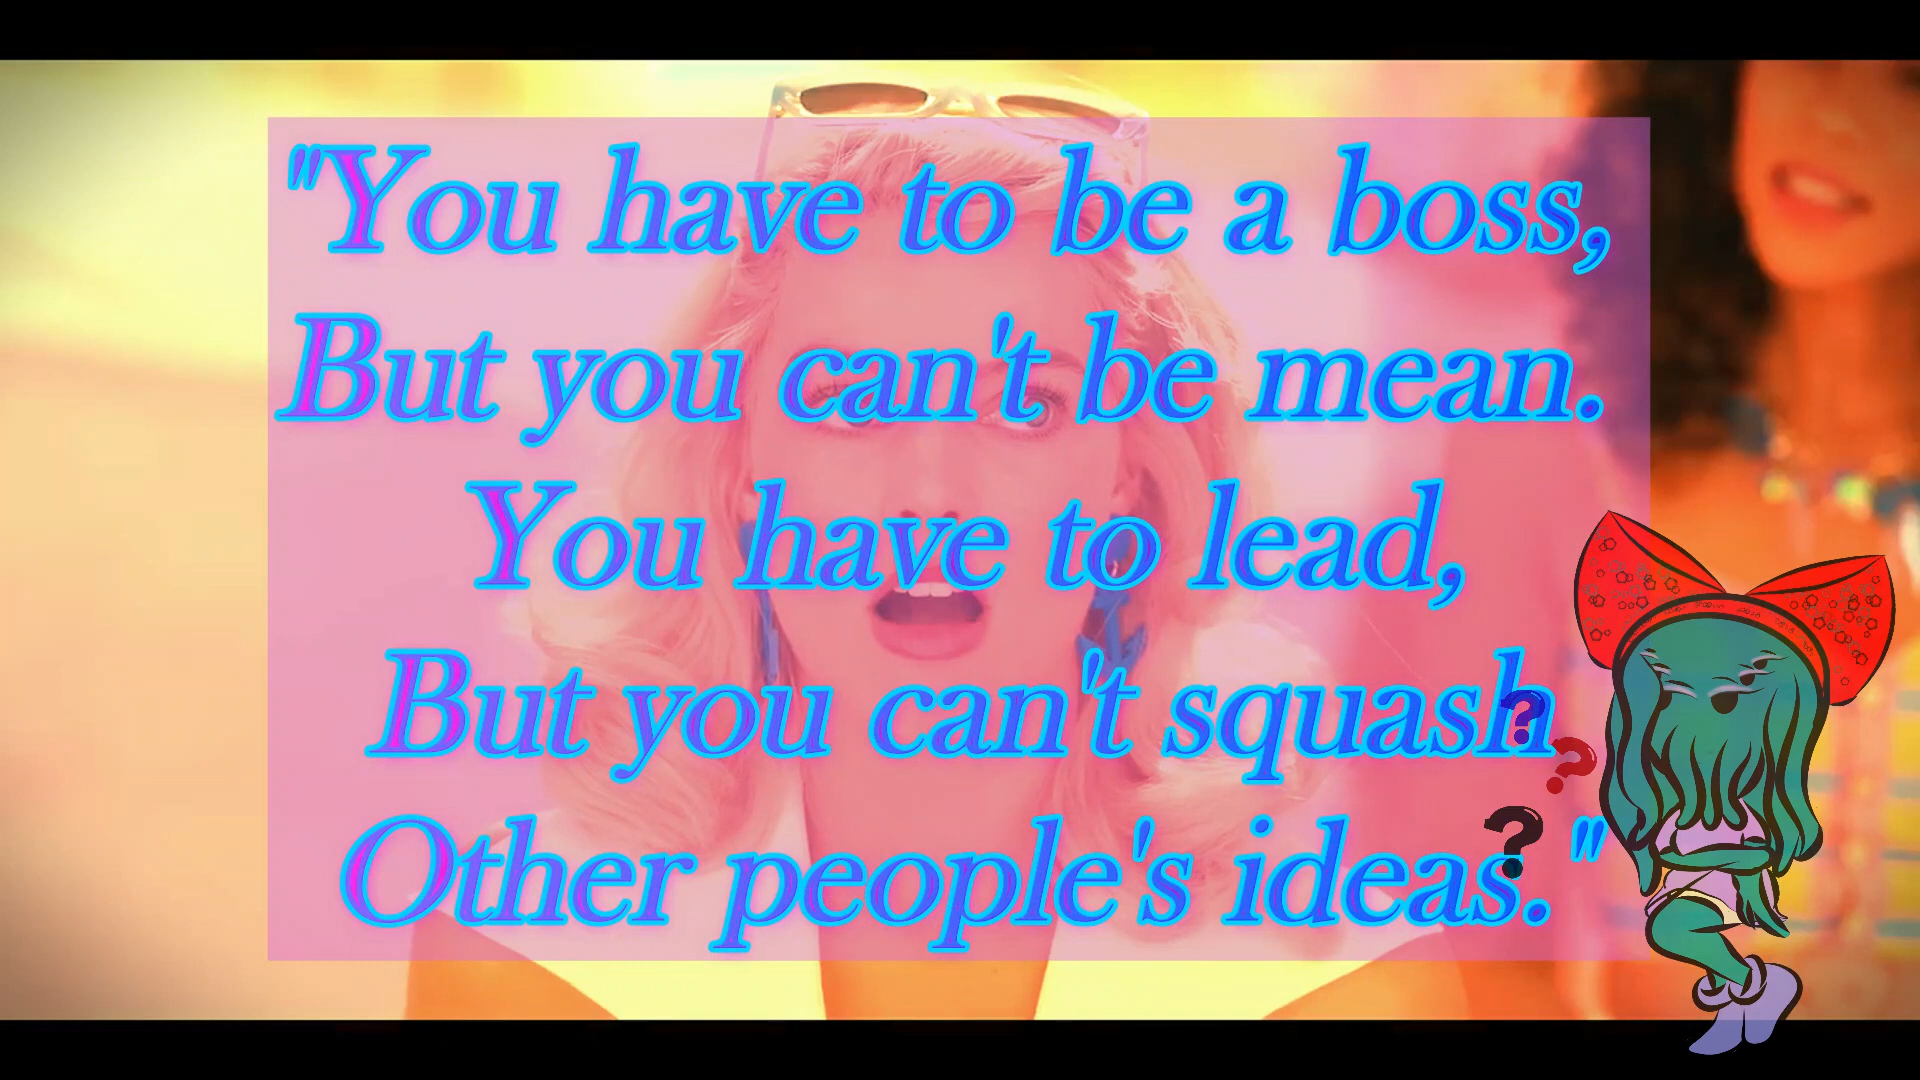 "You have to be a boss,
But you can't be mean.
You have to lead,
But you can't squash
Other people's ideas."
? ? ?